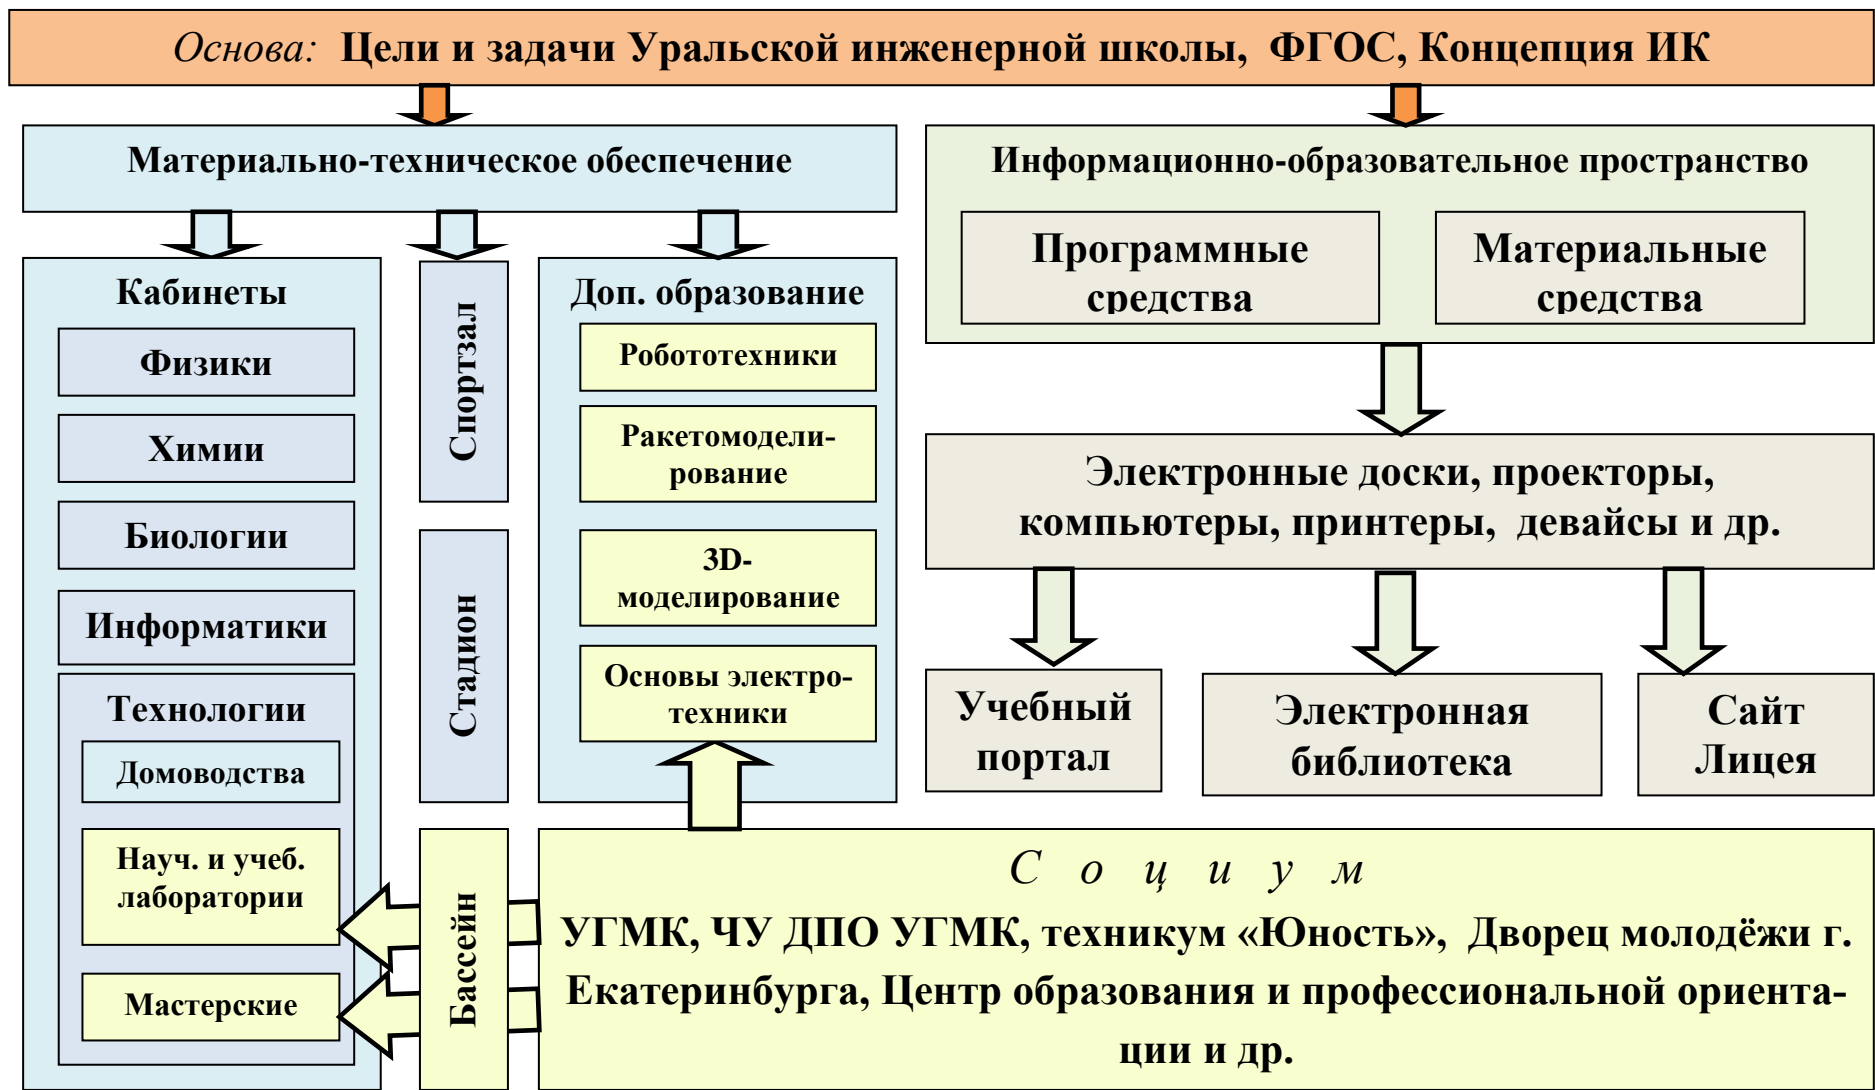 Основа: Цели и задачи Уральской инженерной школы, ФГОС, Концепция ИК
Материально-техническое обеспечение
Кабинеты
Физики
Химии
Биологии
Информатики
Технологии
Домоводства
Науч. и учеб.
лаборатории
Мастерские
Спортзал
Стадион
Бассейн
Доп. образование
Робототехники
Ракетомодели-
рование
3D-
моделирование
Основы электро-
техники
Информационно-образовательное пространство
Программные
средства
Материальные
средства
Электронные доски, проекторы,
компьютеры, принтеры, девайсы и др.
Учебный
портал
Электронная
библиотека
Сайт
Лицея
С о ц и у м
УГМК, ЧУ ДПО УГМК, техникум «Юность», Дворец молодёжи г.
Екатеринбурга, Центр образования и профессиональной ориента-
ции и др.